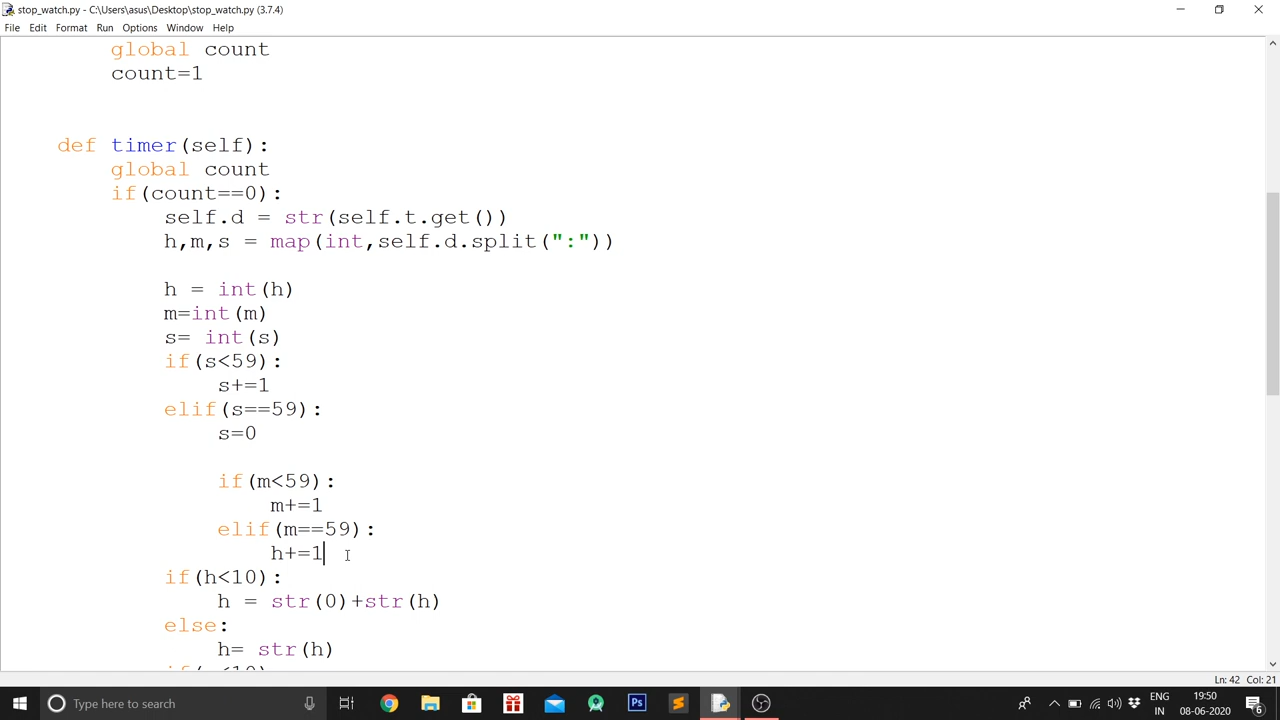 stop_watch.py - C:\Users\asus\Desktop\stop_watch.py (3.7.4)
File Edit Format Run Options Window Help
global count
count=1
def timer(self):
global count
if(count==0):
self.d = str(self.t.get())
h,m,s = map(int,self.d.split(":"))
h = int(h)
m=int(m)
s= int(s)
if(s<59):
s+=1
elif(s==59):
s=0
if(m<59):
m+=1
elif(m==59):
h+=1
if(h<10):
h = str(0)+str(h)
else:
h= str(h)
Ln: 42 Col: 21
Type here to search
Ps
ENG
IN
19:50
08-06-2020
6